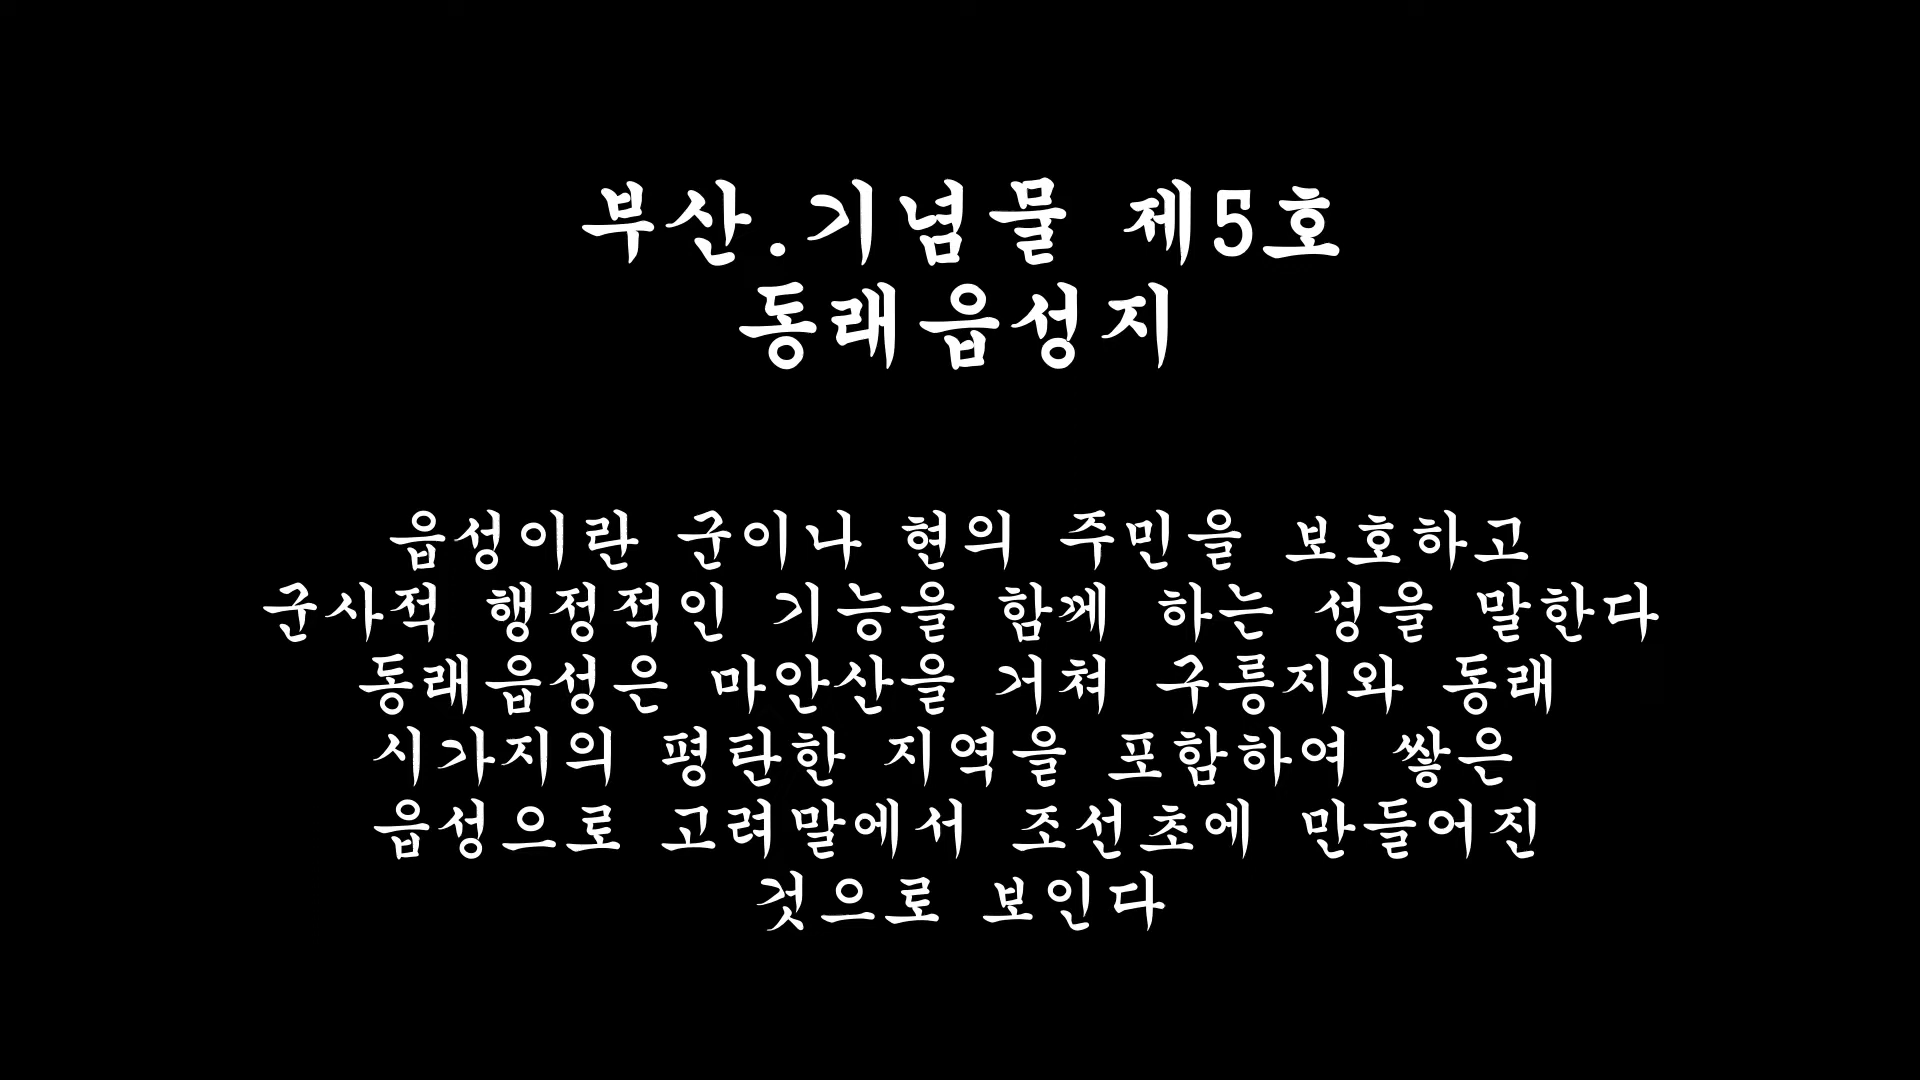 부산.기념물 제5호
동래읍성지
읍성이란 군이나 현의 주민을 보호하고
군사적 행정적인 기능을 함께 하는 성을 말한다
동래읍성은 마안산을 거쳐 구릉지와 동래
시가지의 평탄한 지역을 포함하여 쌓은
읍성으로 고려말에서 조선초에 만들어진
것으로 보인다